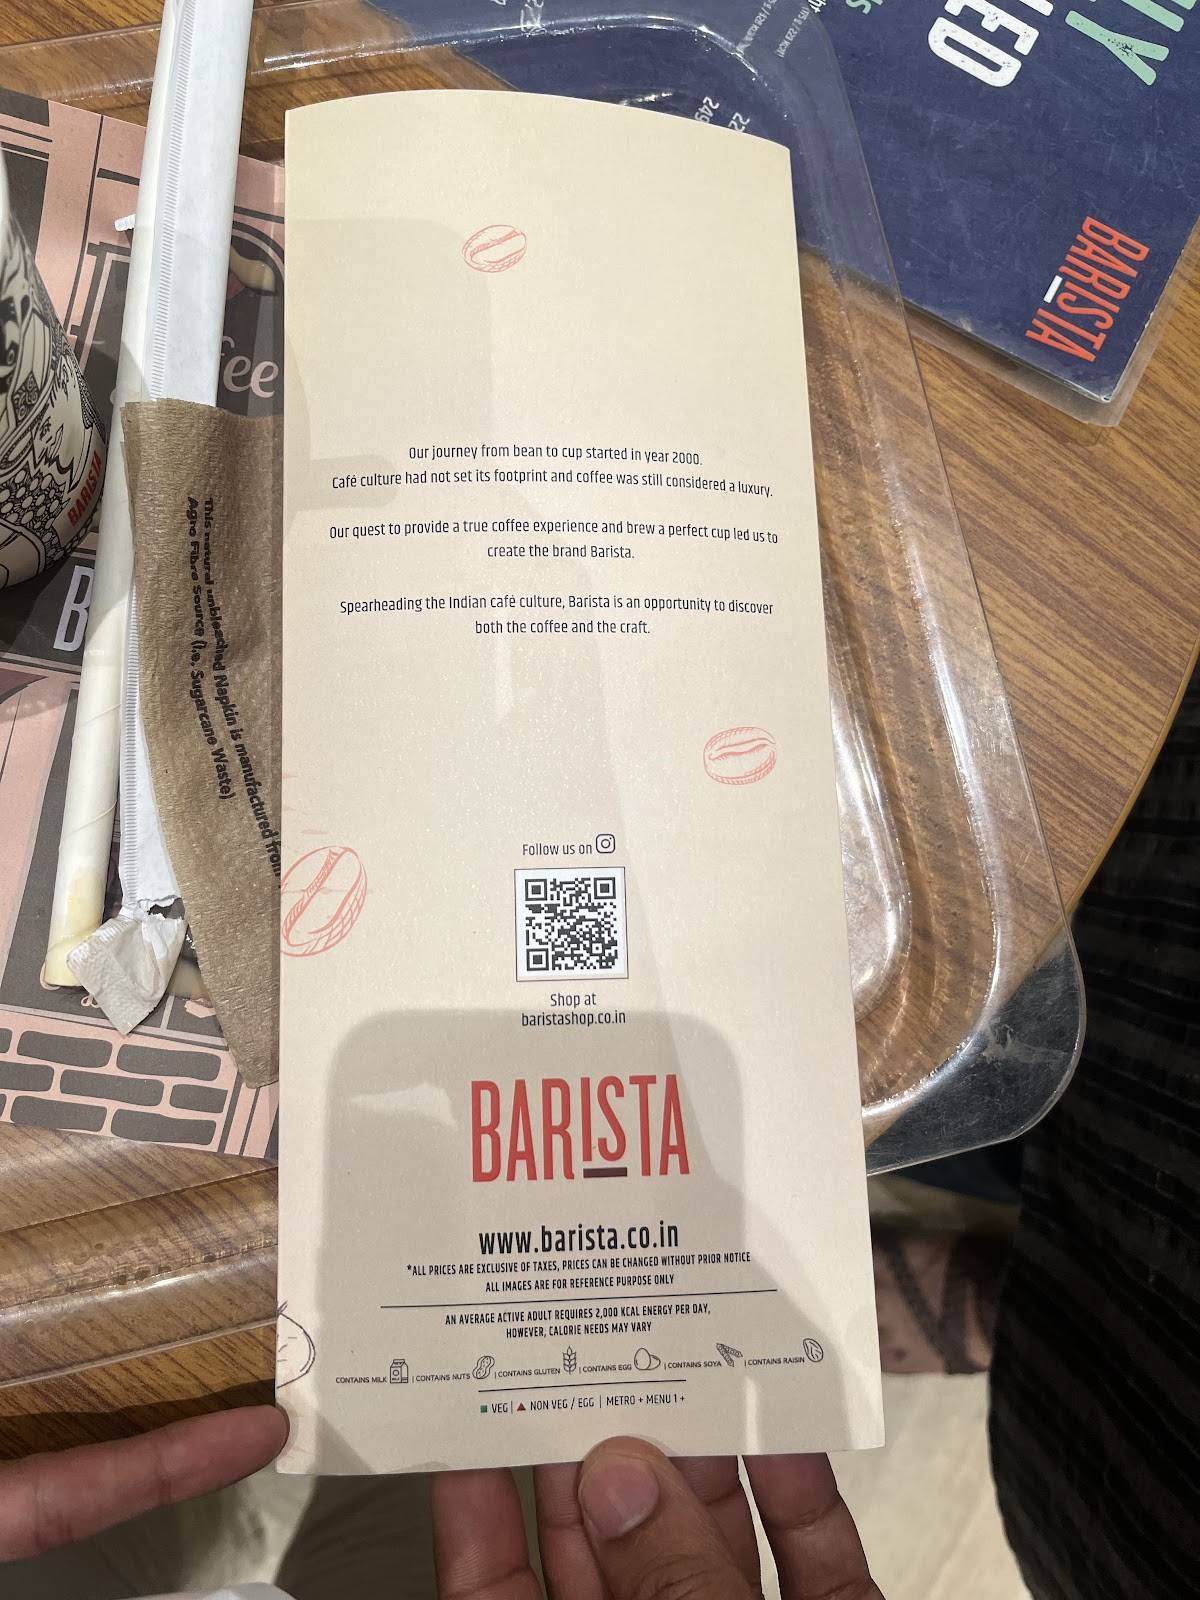 Our journey from bean to cup started in year 2000.
Café culture had not set its footprint and coffee was still considered a luxury.
Our quest to provide a true coffee experience and brew a perfect cup led us to
create the brand Barista.
Spearheading the Indian café culture, Barista is an opportunity to discover
both the coffee and the craft.
Follow us on
Shop at
baristashop.co.in
BARISTA
www.barista.co.in
*ALL PRICES ARE EXCLUSIVE OF TAXES, PRICES CAN BE CHANGED WITHOUT PRIOR NOTICE
ALL IMAGES ARE FOR REFERENCE PURPOSE ONLY
AN AVERAGE ACTIVE ADULT REQUIRES 2,000 KCAL ENERGY PER DAY,
HOWEVER, CALORIE NEEDS MAY VARY
CONTAINS MILK | CONTAINS NUTS | CONTAINS GLUTEN | CONTAINS EGG | CONTAINS SOYA | CONTAINS RAISIN
VEG | NON VEG / EGG | METRO + MENU 1 +
This natural unbleached Napkin is manufactured from
Agro Fibre Source (i.e. Sugarcane Waste)
BARISTA
BARISTA
249